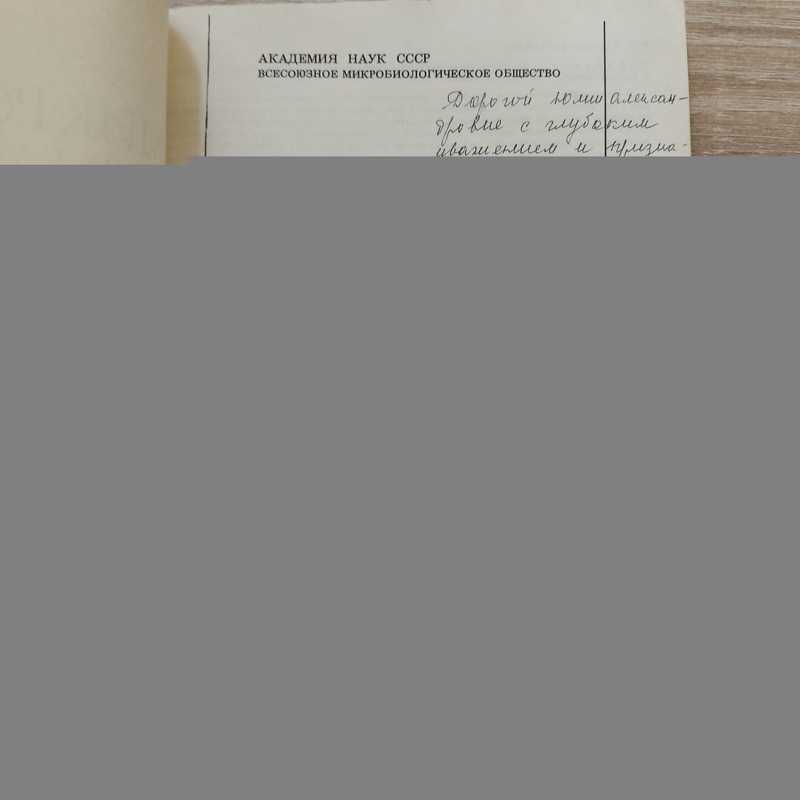 АКАДЕМИЯ НАУК СССР
ВСЕСОЮЗНОЕ МИКРОБИОЛОГИЧЕСКОЕ ОБЩЕСТВО
Дорогой Юлии Алексан-
дровне с глубоким
уважением и призна-